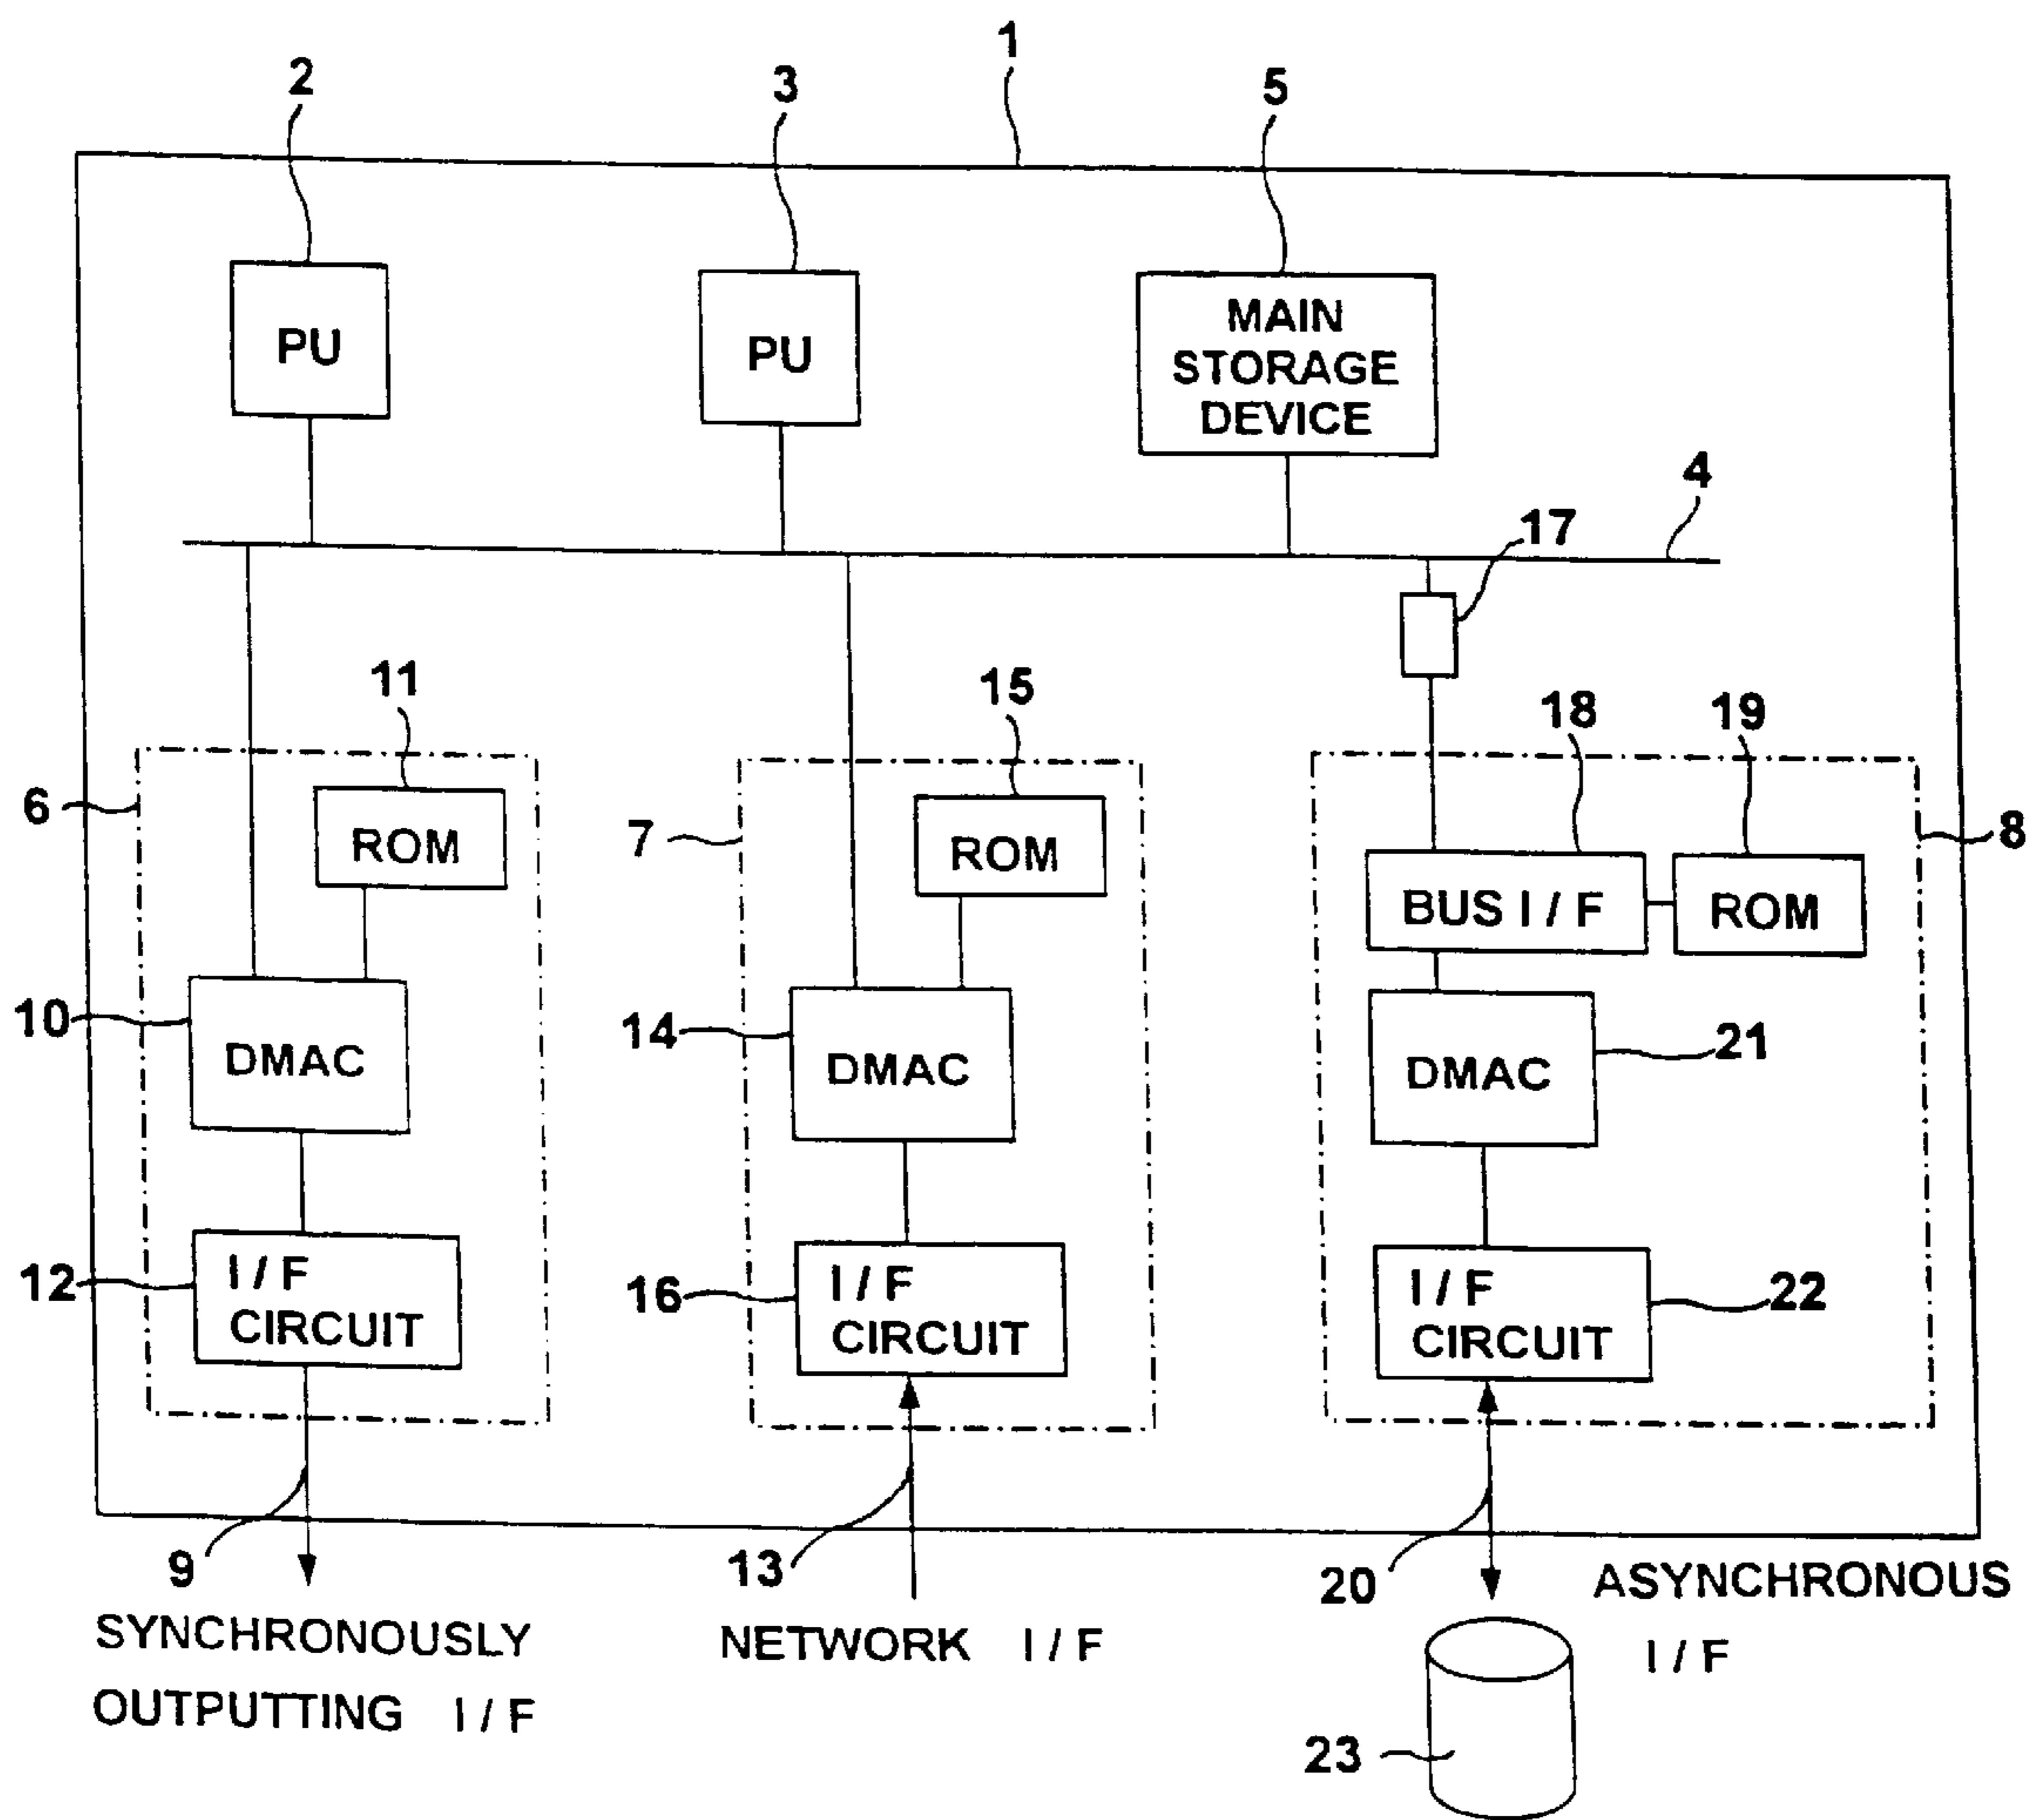 1
2
3
5
PU
PU
MAIN
STORAGE
DEVICE
4
17
11
15
18
19
6
ROM
7
ROM
8
BUS I / F
ROM
10
DMAC
14
DMAC
21
DMAC
12
I / F
CIRCUIT
16
I / F
CIRCUIT
22
I / F
CIRCUIT
9
13
20
ASYNCHRONOUS
I / F
SYNCHRONOUSLY
OUTPUTTING I / F
NETWORK I / F
23